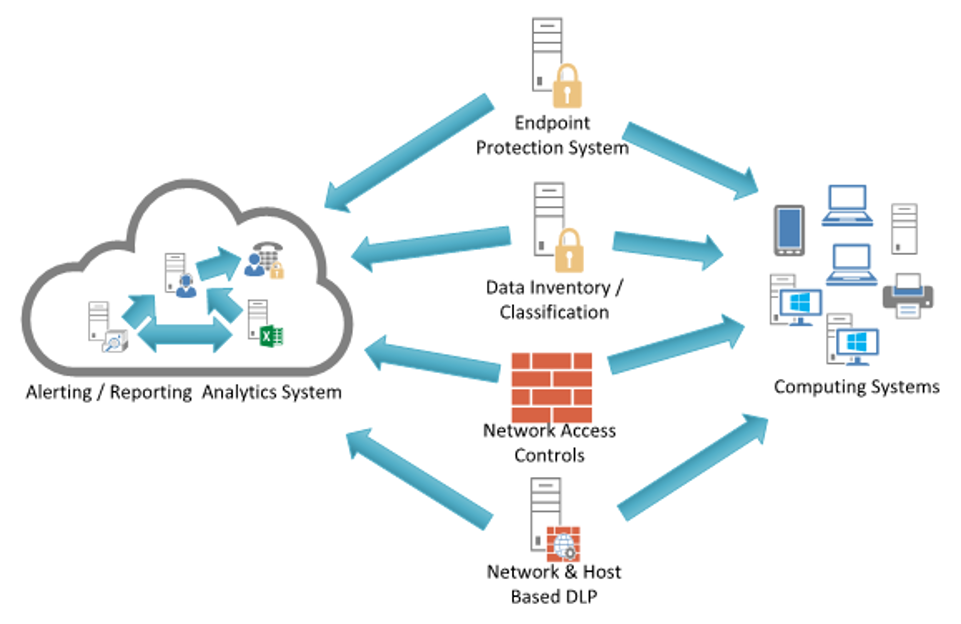 Endpoint
Protection System
Data Inventory /
Classification
Alerting / Reporting  Analytics System
Computing Systems
Network Access
Controls
Network & Host
Based DLP